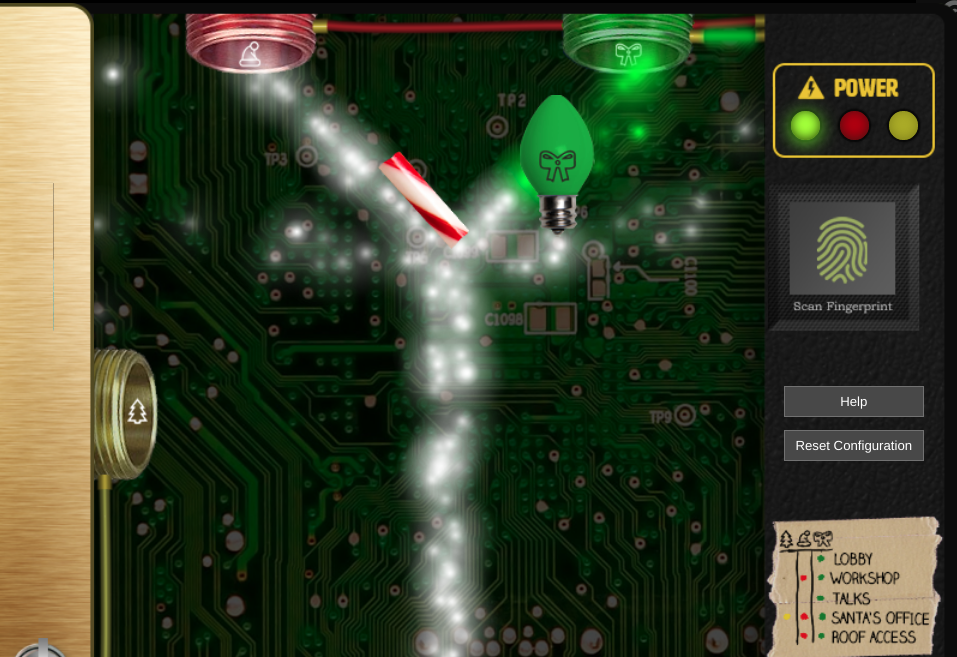 POWER
TP2
TP3
Scan Fingerprint
C1098
Help
TP9
Reset Configuration
LOBBY
WORKSHOP
TALKS
SANTA'S OFFICE
ROOF ACCESS